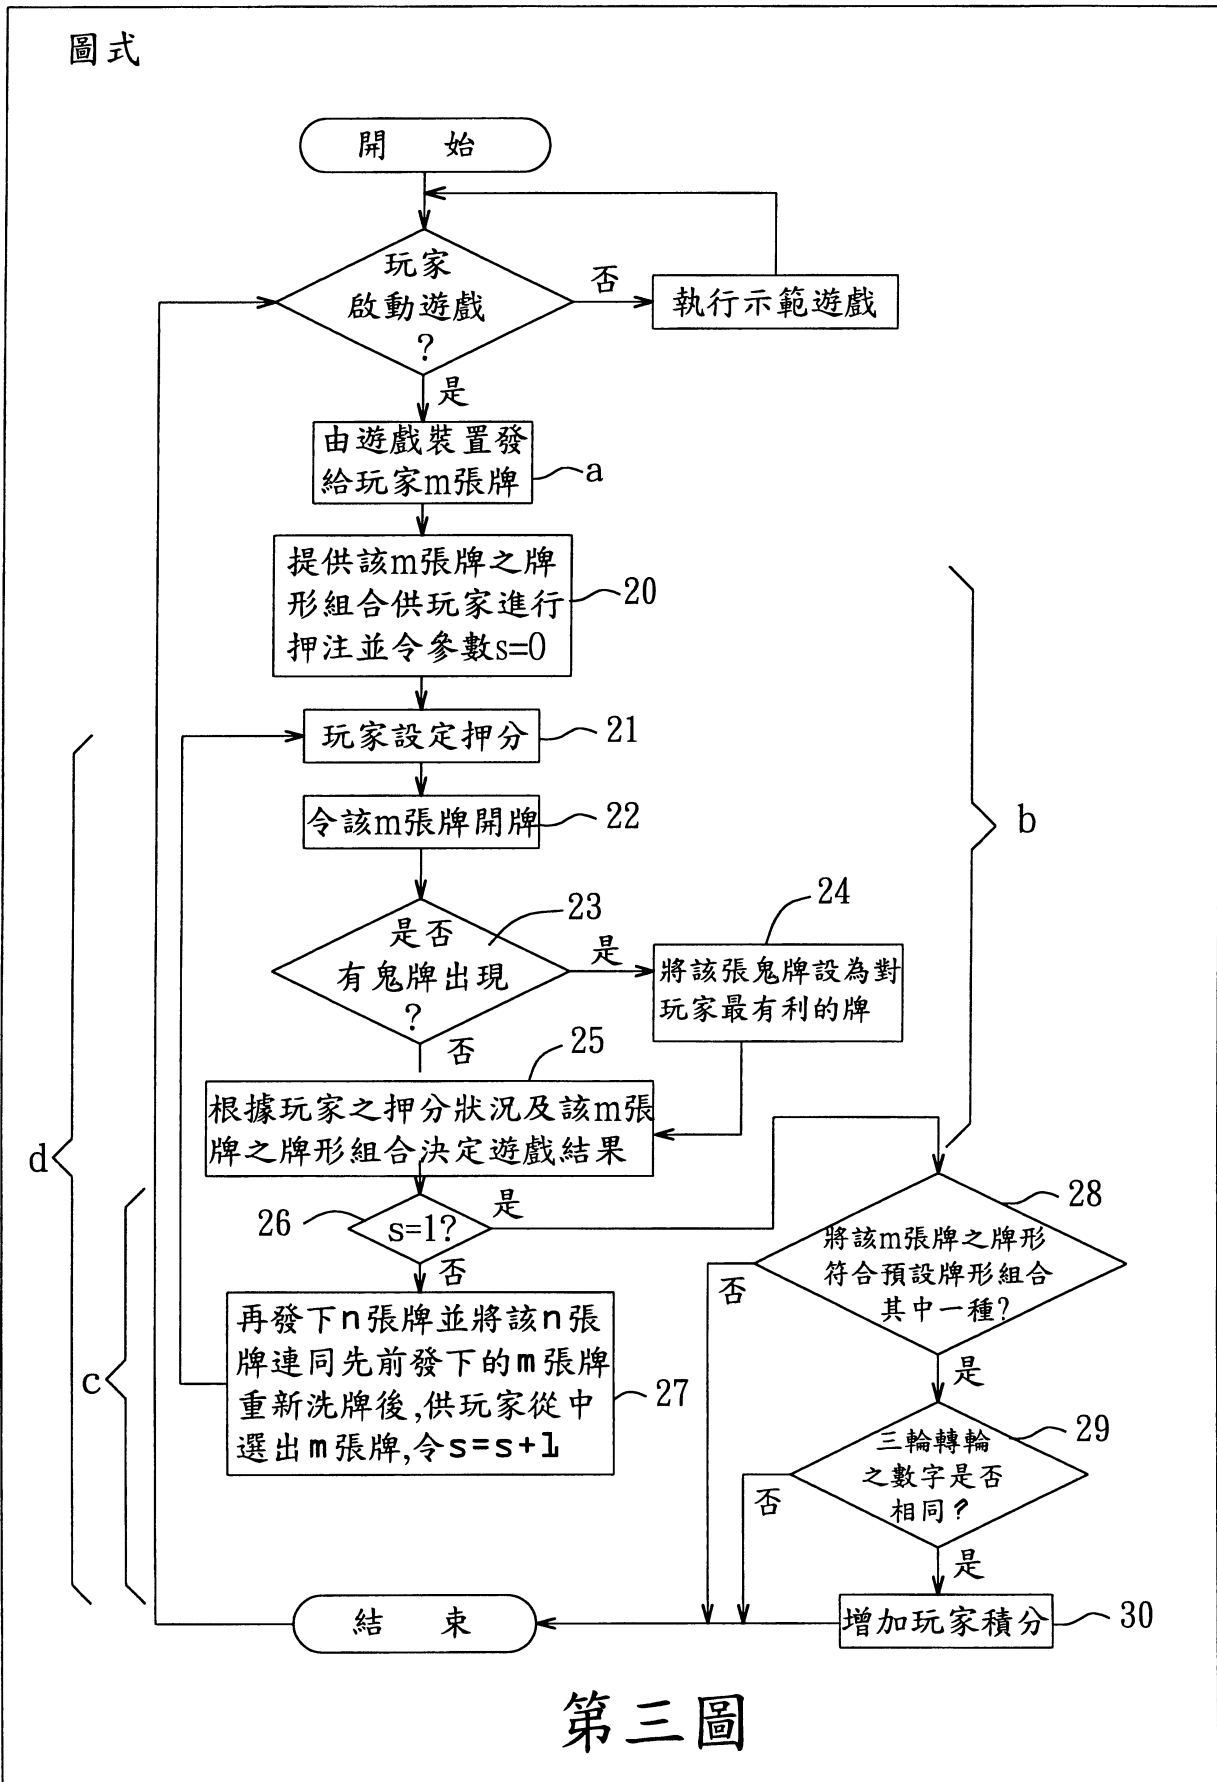 圖式
開 始
玩家
啟動遊戲
?
否
執行示範遊戲
是
由遊戲裝置發
給玩家m張牌
a
提供該m張牌之牌
形組合供玩家進行
押注並令參數s=0
20
玩家設定押分
21
令該m張牌開牌
22
b
是否
有鬼牌出現
?
23
是
24
將該張鬼牌設為對
玩家最有利的牌
否
25
根據玩家之押分狀況及該m張
牌之牌形組合決定遊戲結果
d
26
s=1?
是
否
28
將該m張牌之牌形
符合預設牌形組合
其中一種?
否
是
再發下n張牌並將該n張
牌連同先前發下的m張牌
重新洗牌後,供玩家從中
選出m張牌,令s=s+1
27
c
29
三輪轉輪
之數字是否
相同?
否
是
結 束
增加玩家積分
30
第三圖